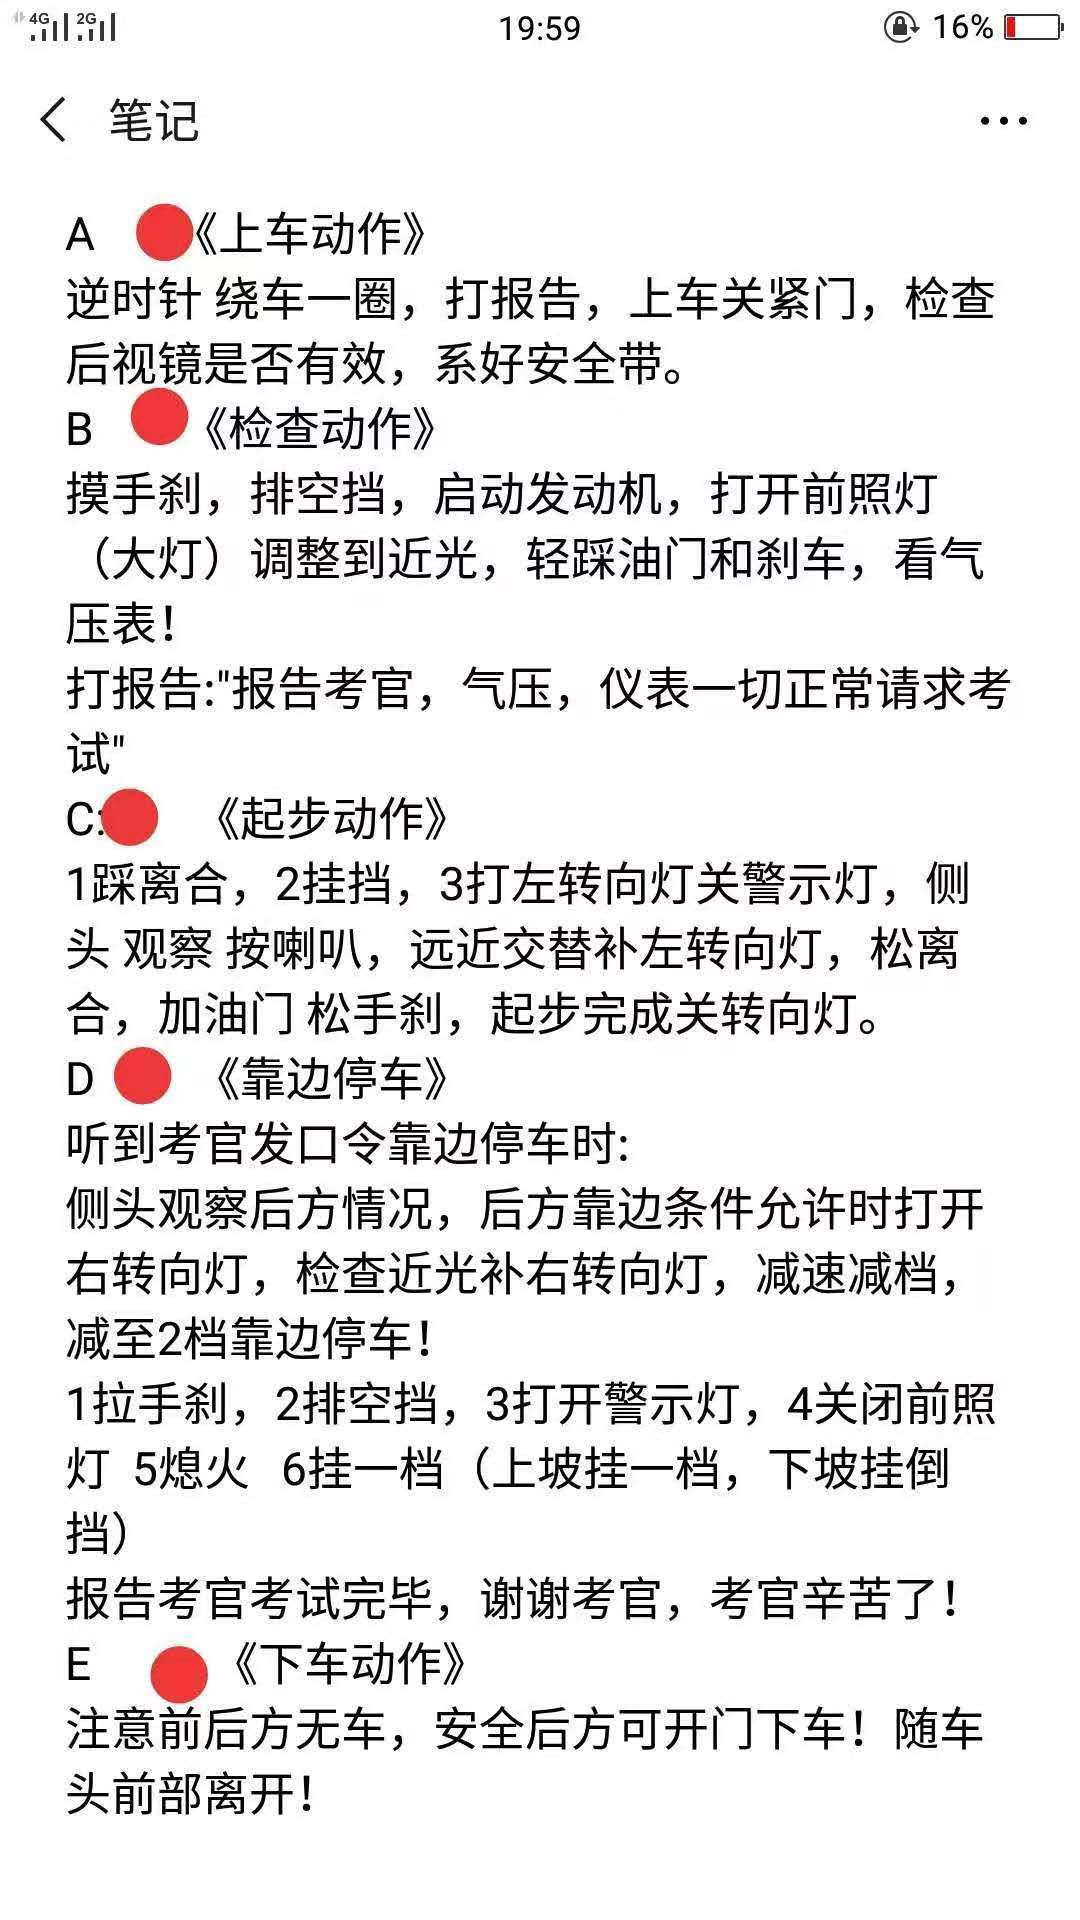 4G 2G 19:59 16%
笔记
A 《上车动作》
逆时针 绕车一圈，打报告，上车关紧门，检查
后视镜是否有效，系好安全带。
B 《检查动作》
摸手刹，排空挡，启动发动机，打开前照灯
（大灯）调整到近光，轻踩油门和刹车，看气
压表！
打报告:"报告考官，气压，仪表一切正常请求考
试"
C: 《起步动作》
1踩离合，2挂挡，3打左转向灯关警示灯，侧
头 观察 按喇叭，远近交替补左转向灯，松离
合，加油门 松手刹，起步完成关转向灯。
D 《靠边停车》
听到考官发口令靠边停车时:
侧头观察后方情况，后方靠边条件允许时打开
右转向灯，检查近光补右转向灯，减速减档，
减至2档靠边停车！
1拉手刹，2排空挡，3打开警示灯，4关闭前照
灯 5熄火 6挂一档（上坡挂一档，下坡挂倒
挡）
报告考官考试完毕，谢谢考官，考官辛苦了！
E 《下车动作》
注意前后方无车，安全后方可开门下车！随车
头前部离开！